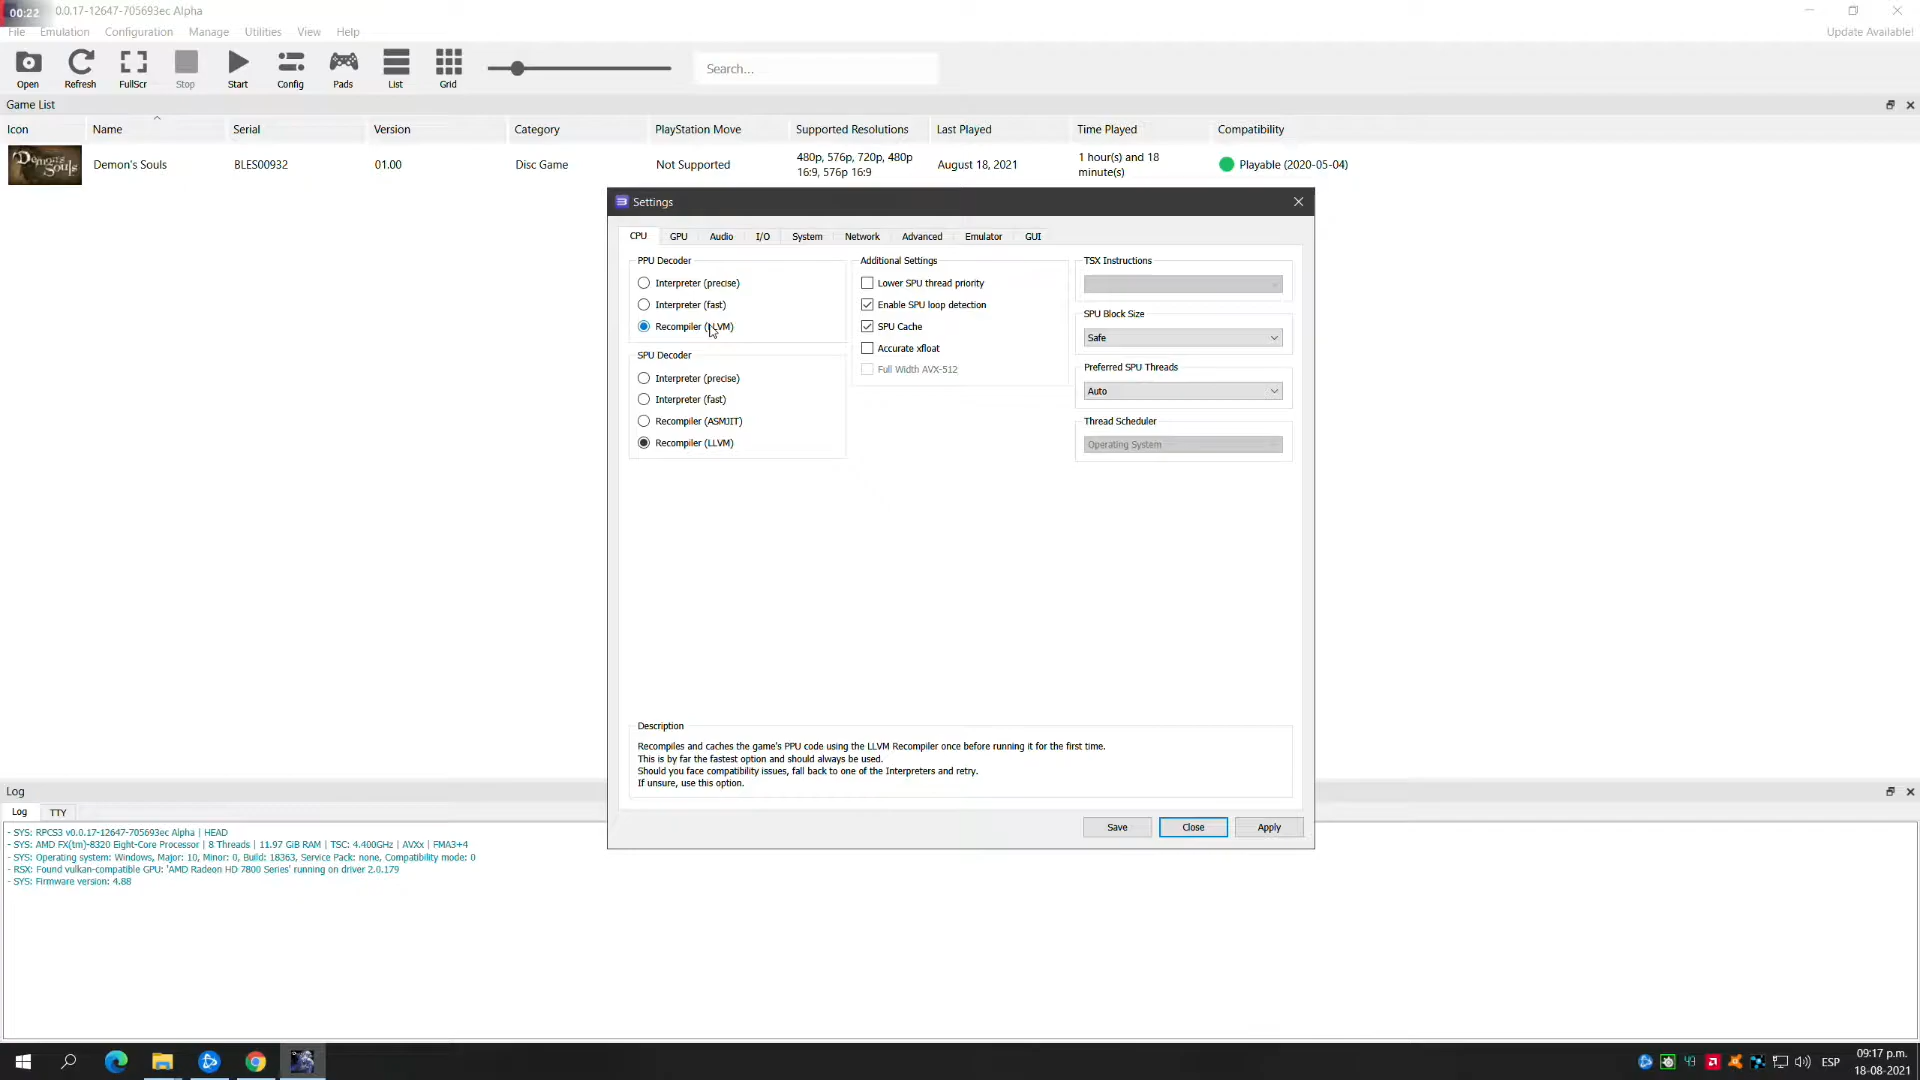 00:22
0.0.17-12647-705693ec Alpha
File Emulation Configuration Manage Utilities View Help
Update Available!
Open Refresh FullScr Stop Start Config Pads List Grid
Search...
Game List
Icon Name Serial Version Category PlayStation Move Supported Resolutions Last Played Time Played Compatibility
Demon's Souls
Demon's Souls BLES00932 01.00 Disc Game Not Supported
480p, 576p, 720p, 480p
16:9, 576p 16:9
August 18, 2021
1 hour(s) and 18
minute(s)
Playable (2020-05-04)
Settings
CPU GPU Audio I/O System Network Advanced Emulator GUI
PPU Decoder
Interpreter (precise)
Interpreter (fast)
Recompiler (LLVM)
SPU Decoder
Interpreter (precise)
Interpreter (fast)
Recompiler (ASMJIT)
Recompiler (LLVM)
Additional Settings
Lower SPU thread priority
Enable SPU loop detection
SPU Cache
Accurate xfloat
Full Width AVX-512
TSX Instructions
SPU Block Size
Safe
Preferred SPU Threads
Auto
Thread Scheduler
Operating System
Description
Recompiles and caches the game's PPU code using the LLVM Recompiler once before running it for the first time.
This is by far the fastest option and should always be used.
Should you face compatibility issues, fall back to one of the Interpreters and retry.
If unsure, use this option.
Save Close Apply
Log
Log TTY
- SYS: RPCS3 v0.0.17-12647-705693ec Alpha | HEAD
- SYS: AMD FX(tm)-8320 Eight-Core Processor | 8 Threads | 11.97 GiB RAM | TSC: 4.400GHz | AVXx | FMA3+4
- SYS: Operating system: Windows, Major: 10, Minor: 0, Build: 18363, Service Pack: none, Compatibility mode: 0
- RSX: Found vulkan-compatible GPU: 'AMD Radeon HD 7800 Series' running on driver 2.0.179
- SYS: Firmware version: 4.88
ESP
09:17 p.m.
18-08-2021